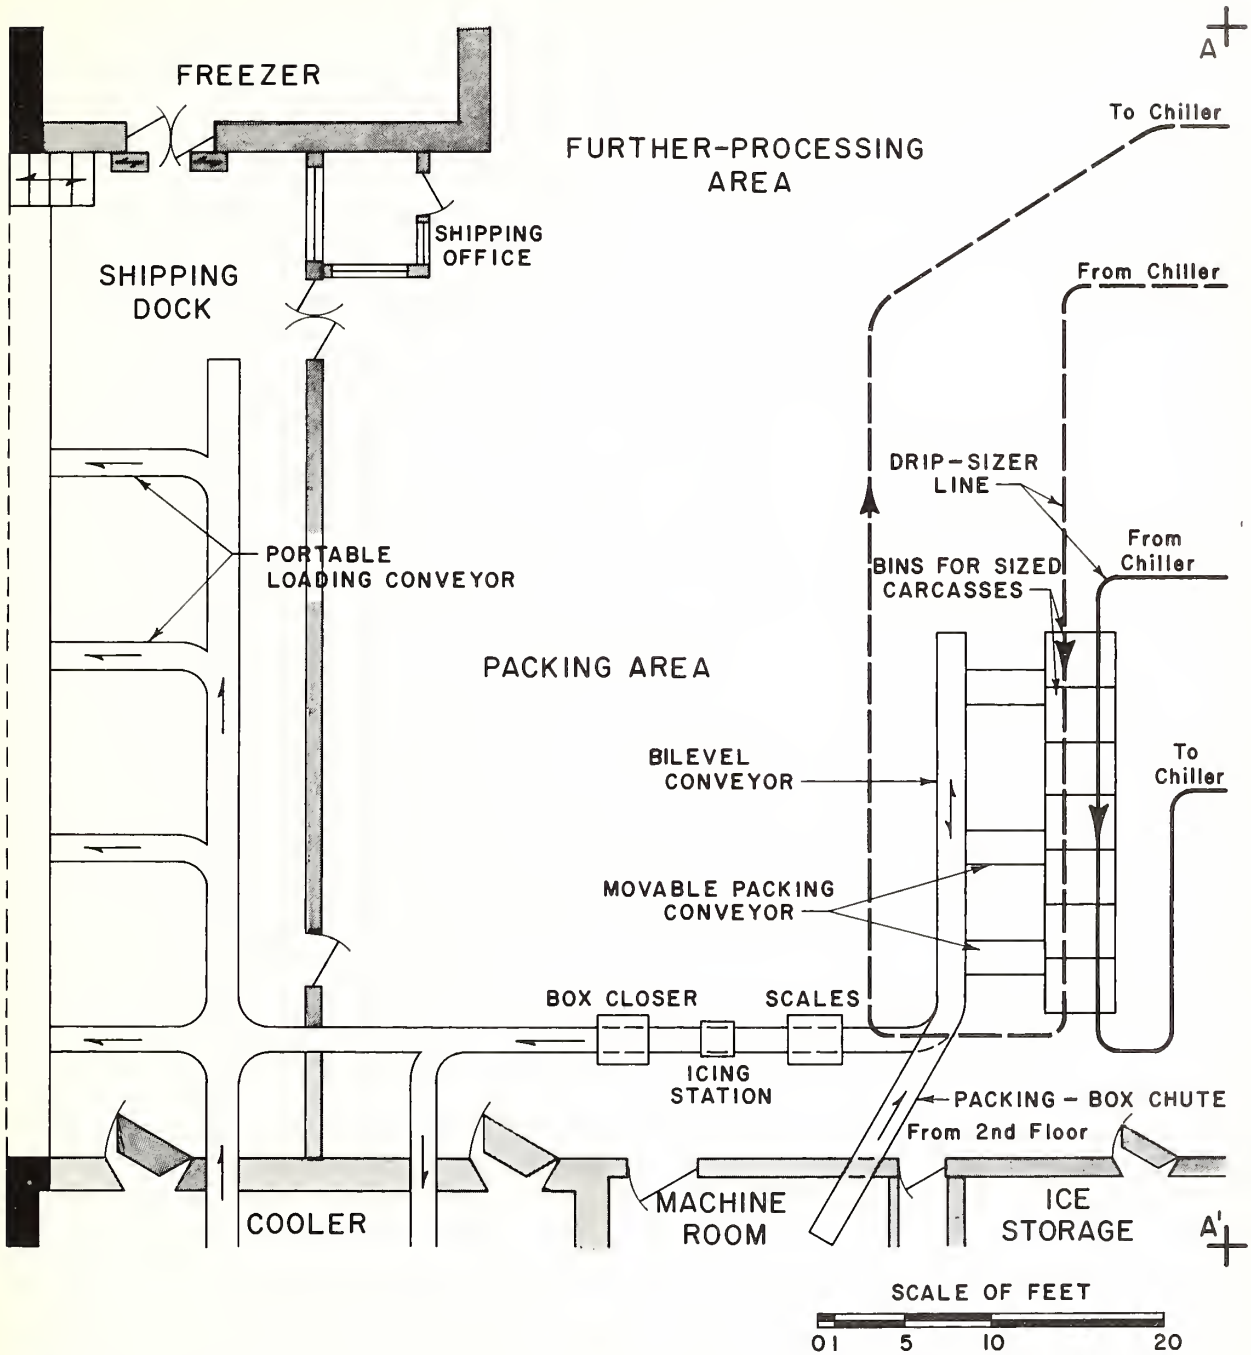 A
FREEZER
To Chiller
FURTHER-PROCESSING
AREA
SHIPPING
OFFICE
SHIPPING
DOCK
From Chiller
DRIP-SIZER
LINE
From
Chiller
PORTABLE
LOADING CONVEYOR
BINS FOR SIZED
CARCASSES
PACKING AREA
BILEVEL
CONVEYOR
To
Chiller
MOVABLE PACKING
CONVEYOR
BOX CLOSER
SCALES
ICING
STATION
PACKING-BOX CHUTE
From 2nd Floor
COOLER
MACHINE
ROOM
ICE
STORAGE
A'
SCALE OF FEET
0 1 5 10 20